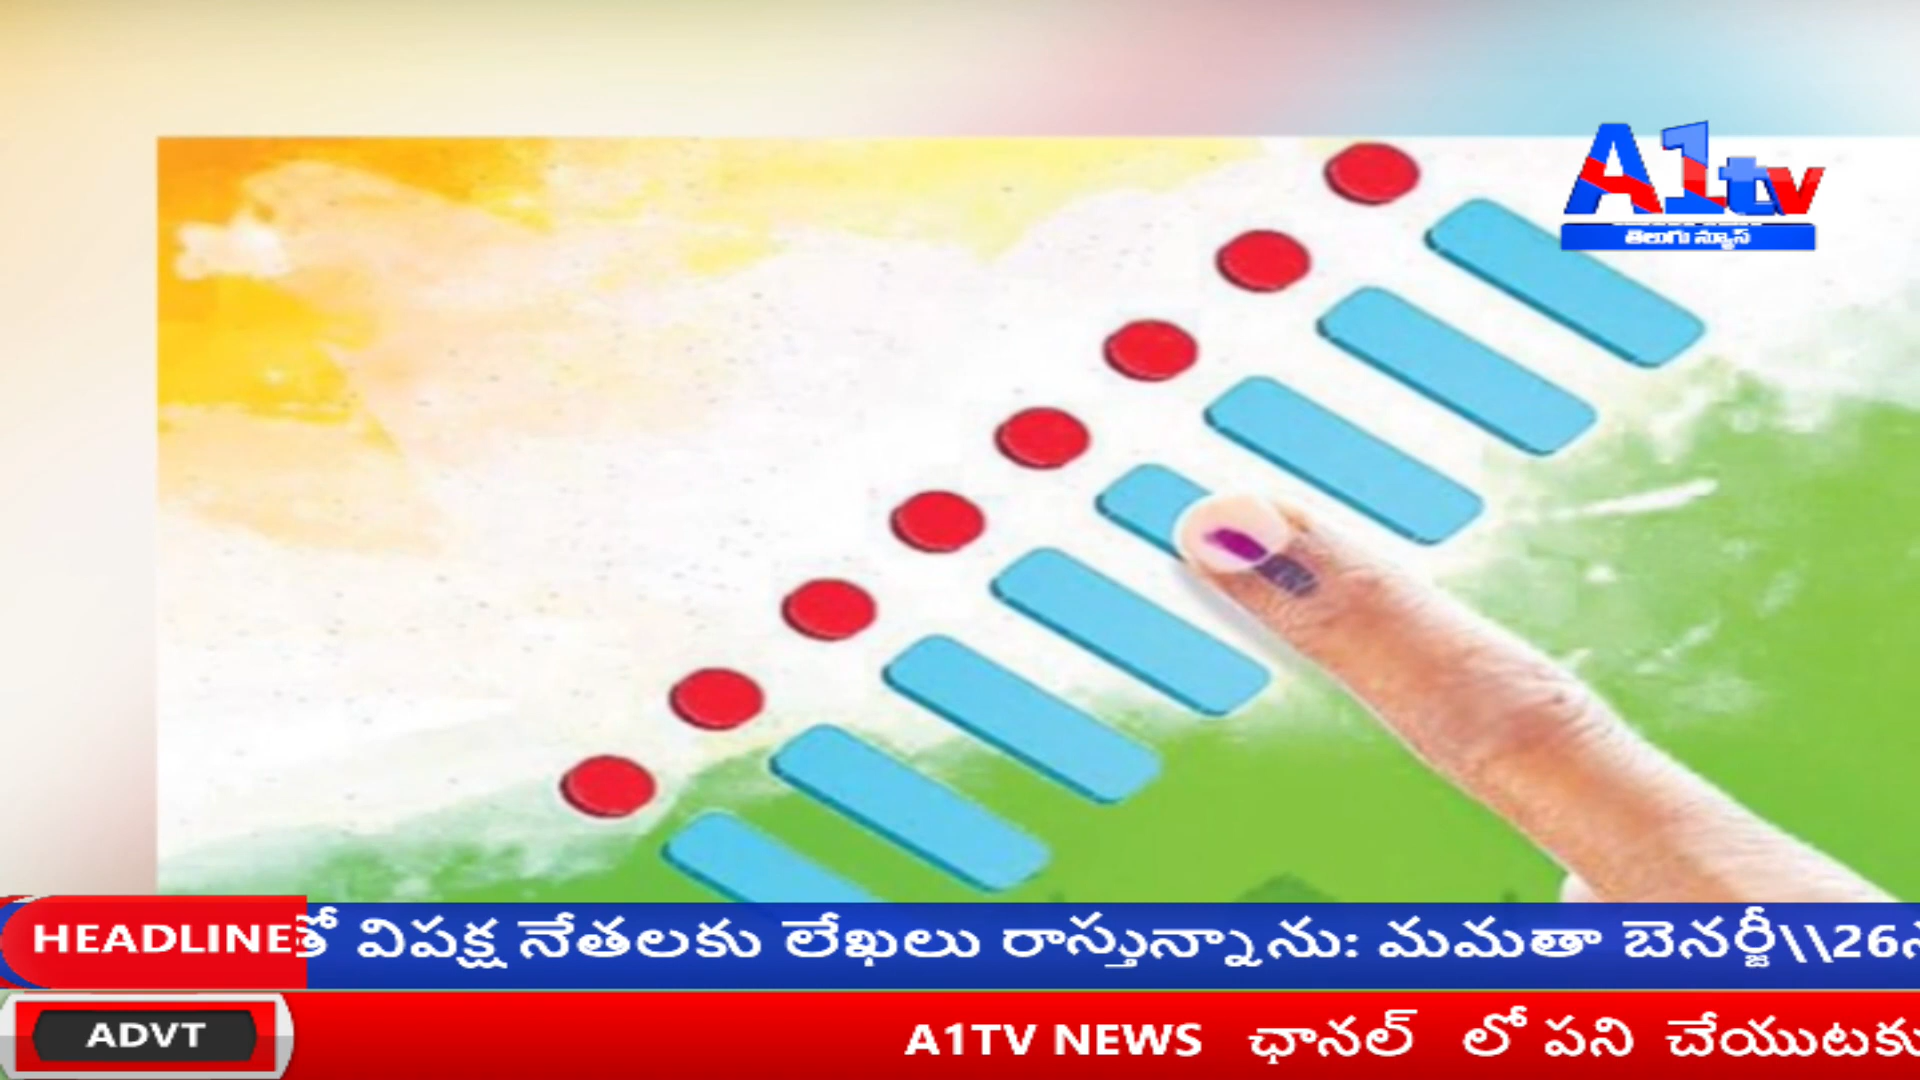 A1tv
తెలుగు న్యూస్
HEADLINE తో విపక్ష నేతలకు లేఖలు రాస్తున్నాను: మమతా బెనర్జీ\\26
ADVT A1TV NEWS ఛానల్ లో పని చేయుటకు